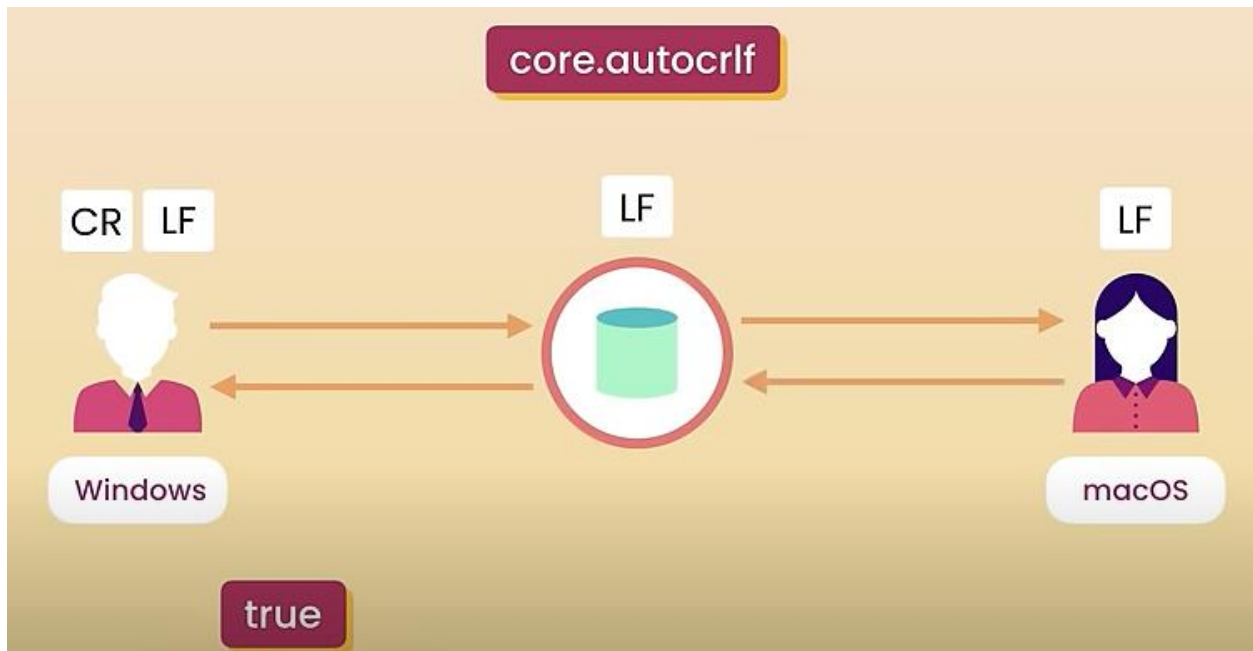 core.autocrlf
CR LF
LF
LF
Windows
macOS
true